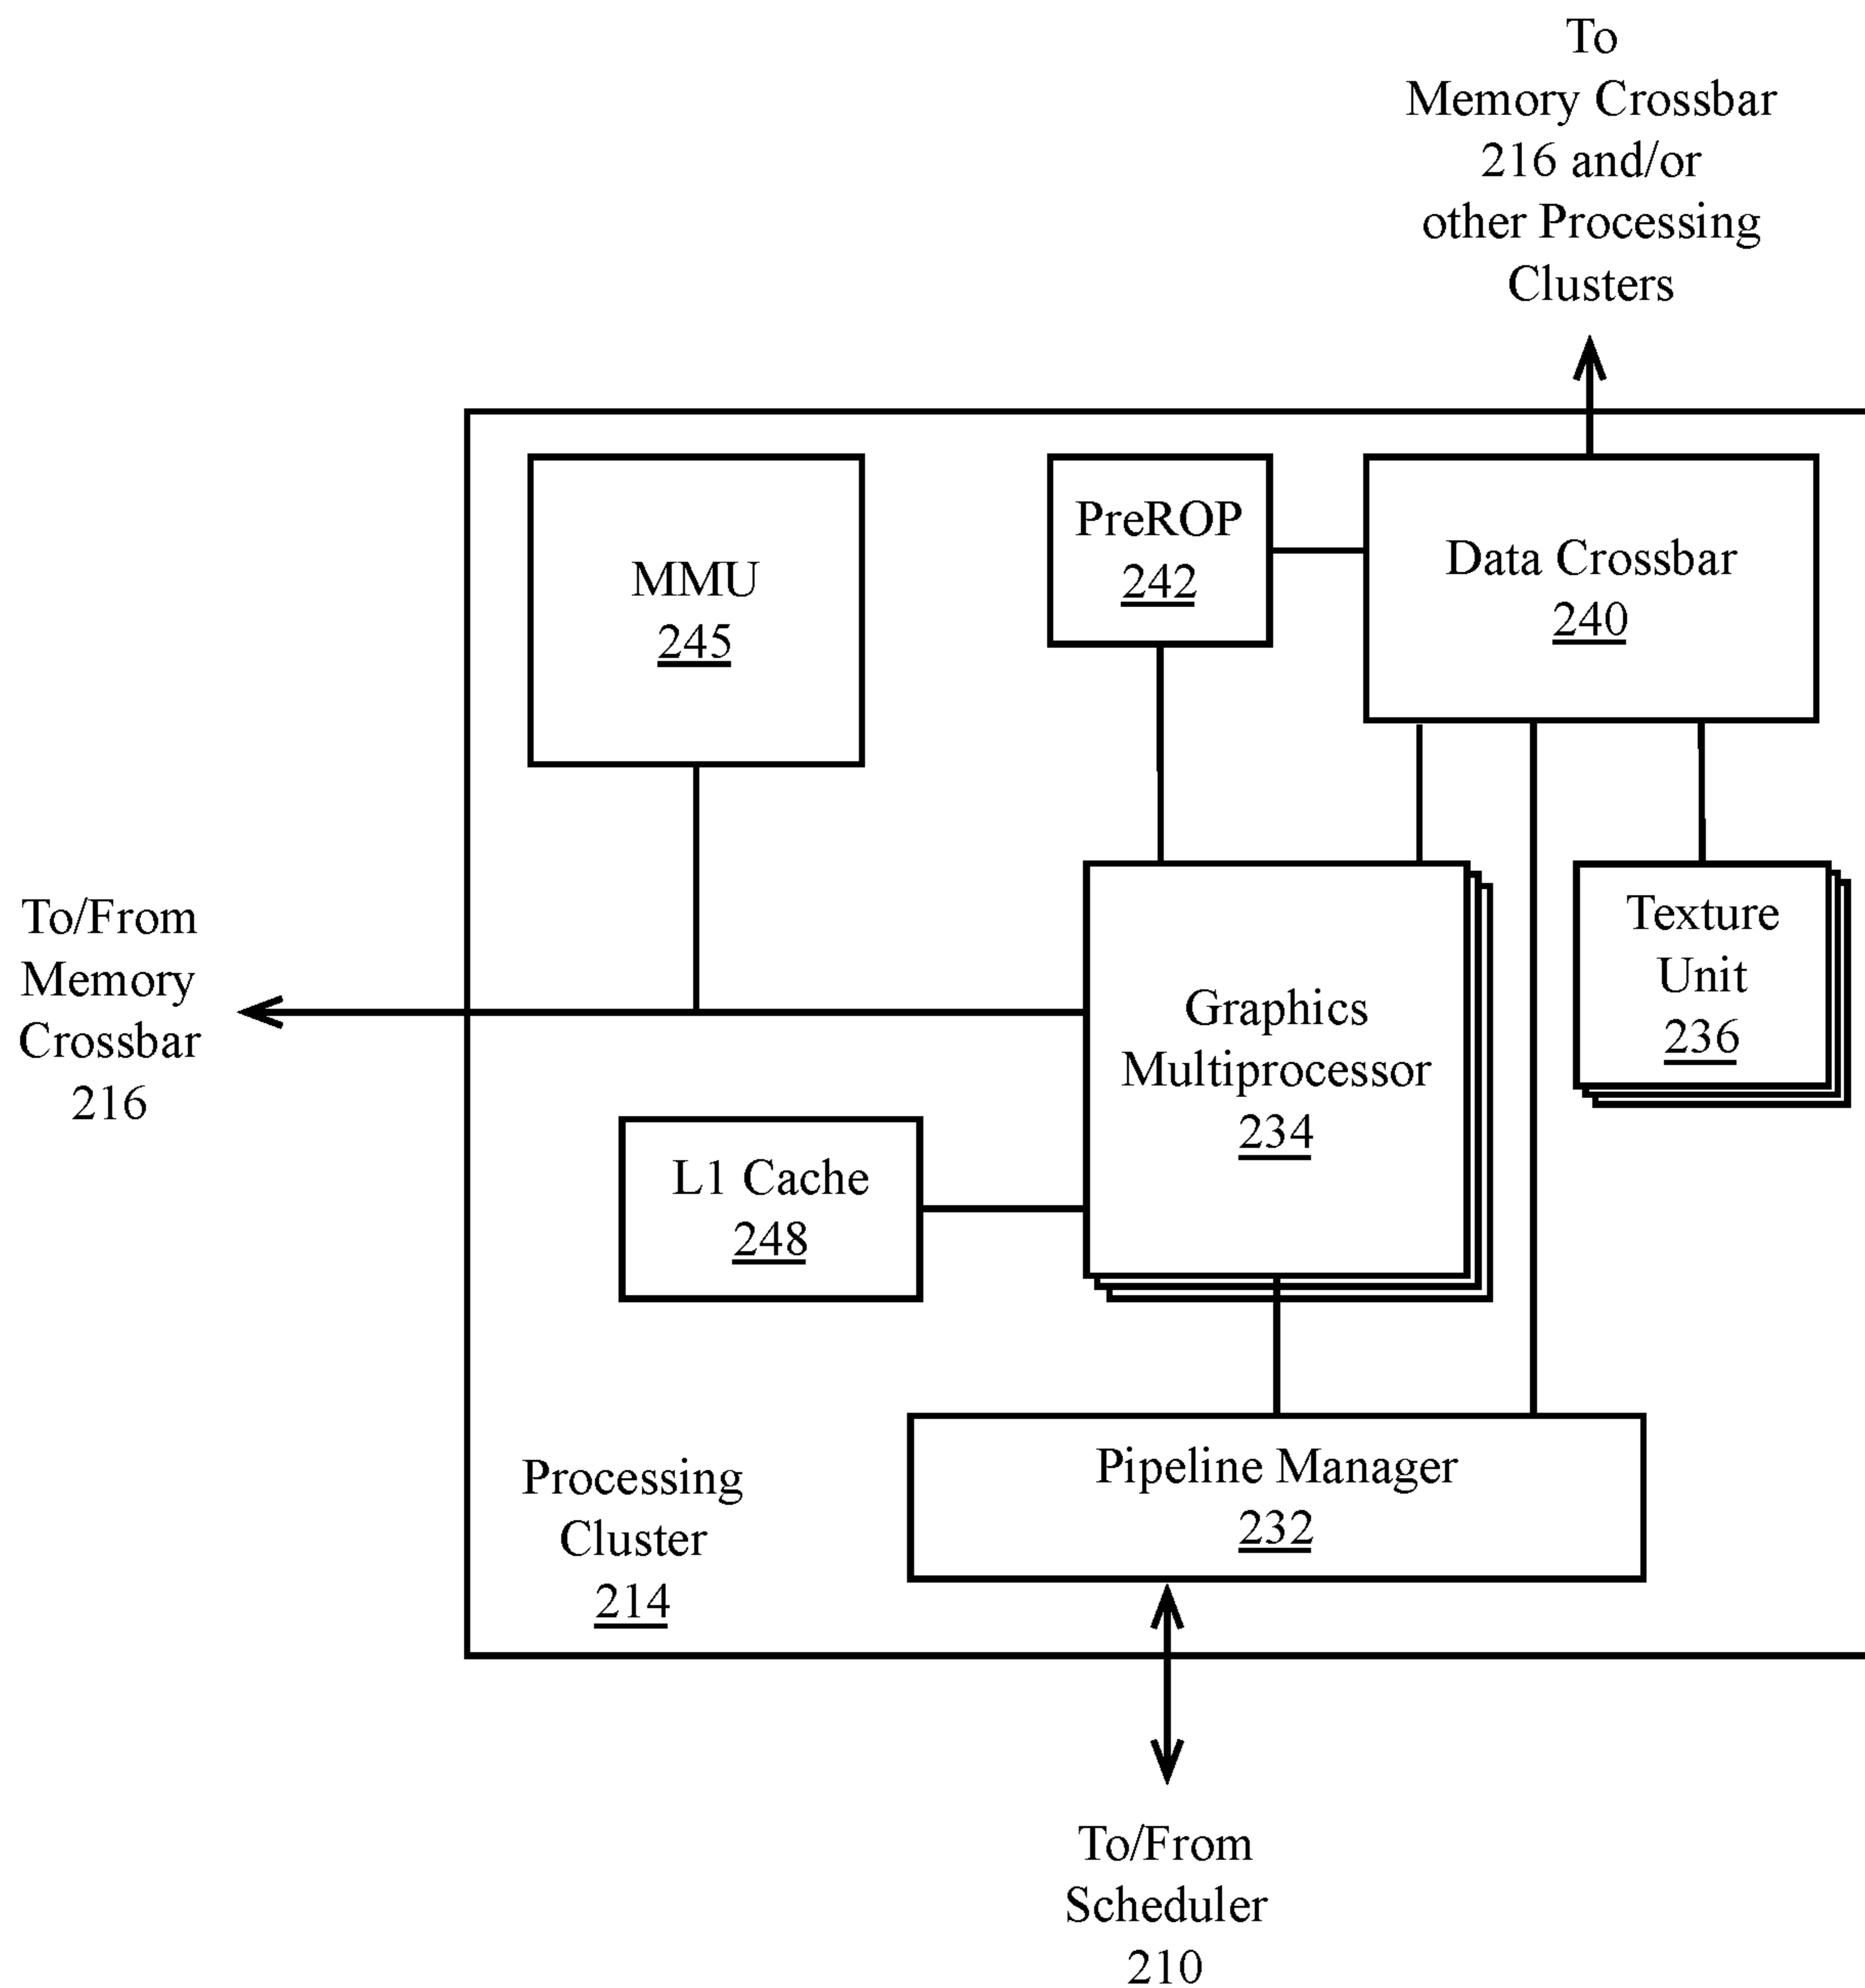 To
Memory Crossbar
216 and/or
other Processing
Clusters
MMU
245
PreROP
242
Data Crossbar
240
To/From
Memory
Crossbar
216
Graphics
Multiprocessor
234
Texture
Unit
236
L1 Cache
248
Processing
Cluster
214
Pipeline Manager
232
To/From
Scheduler
210